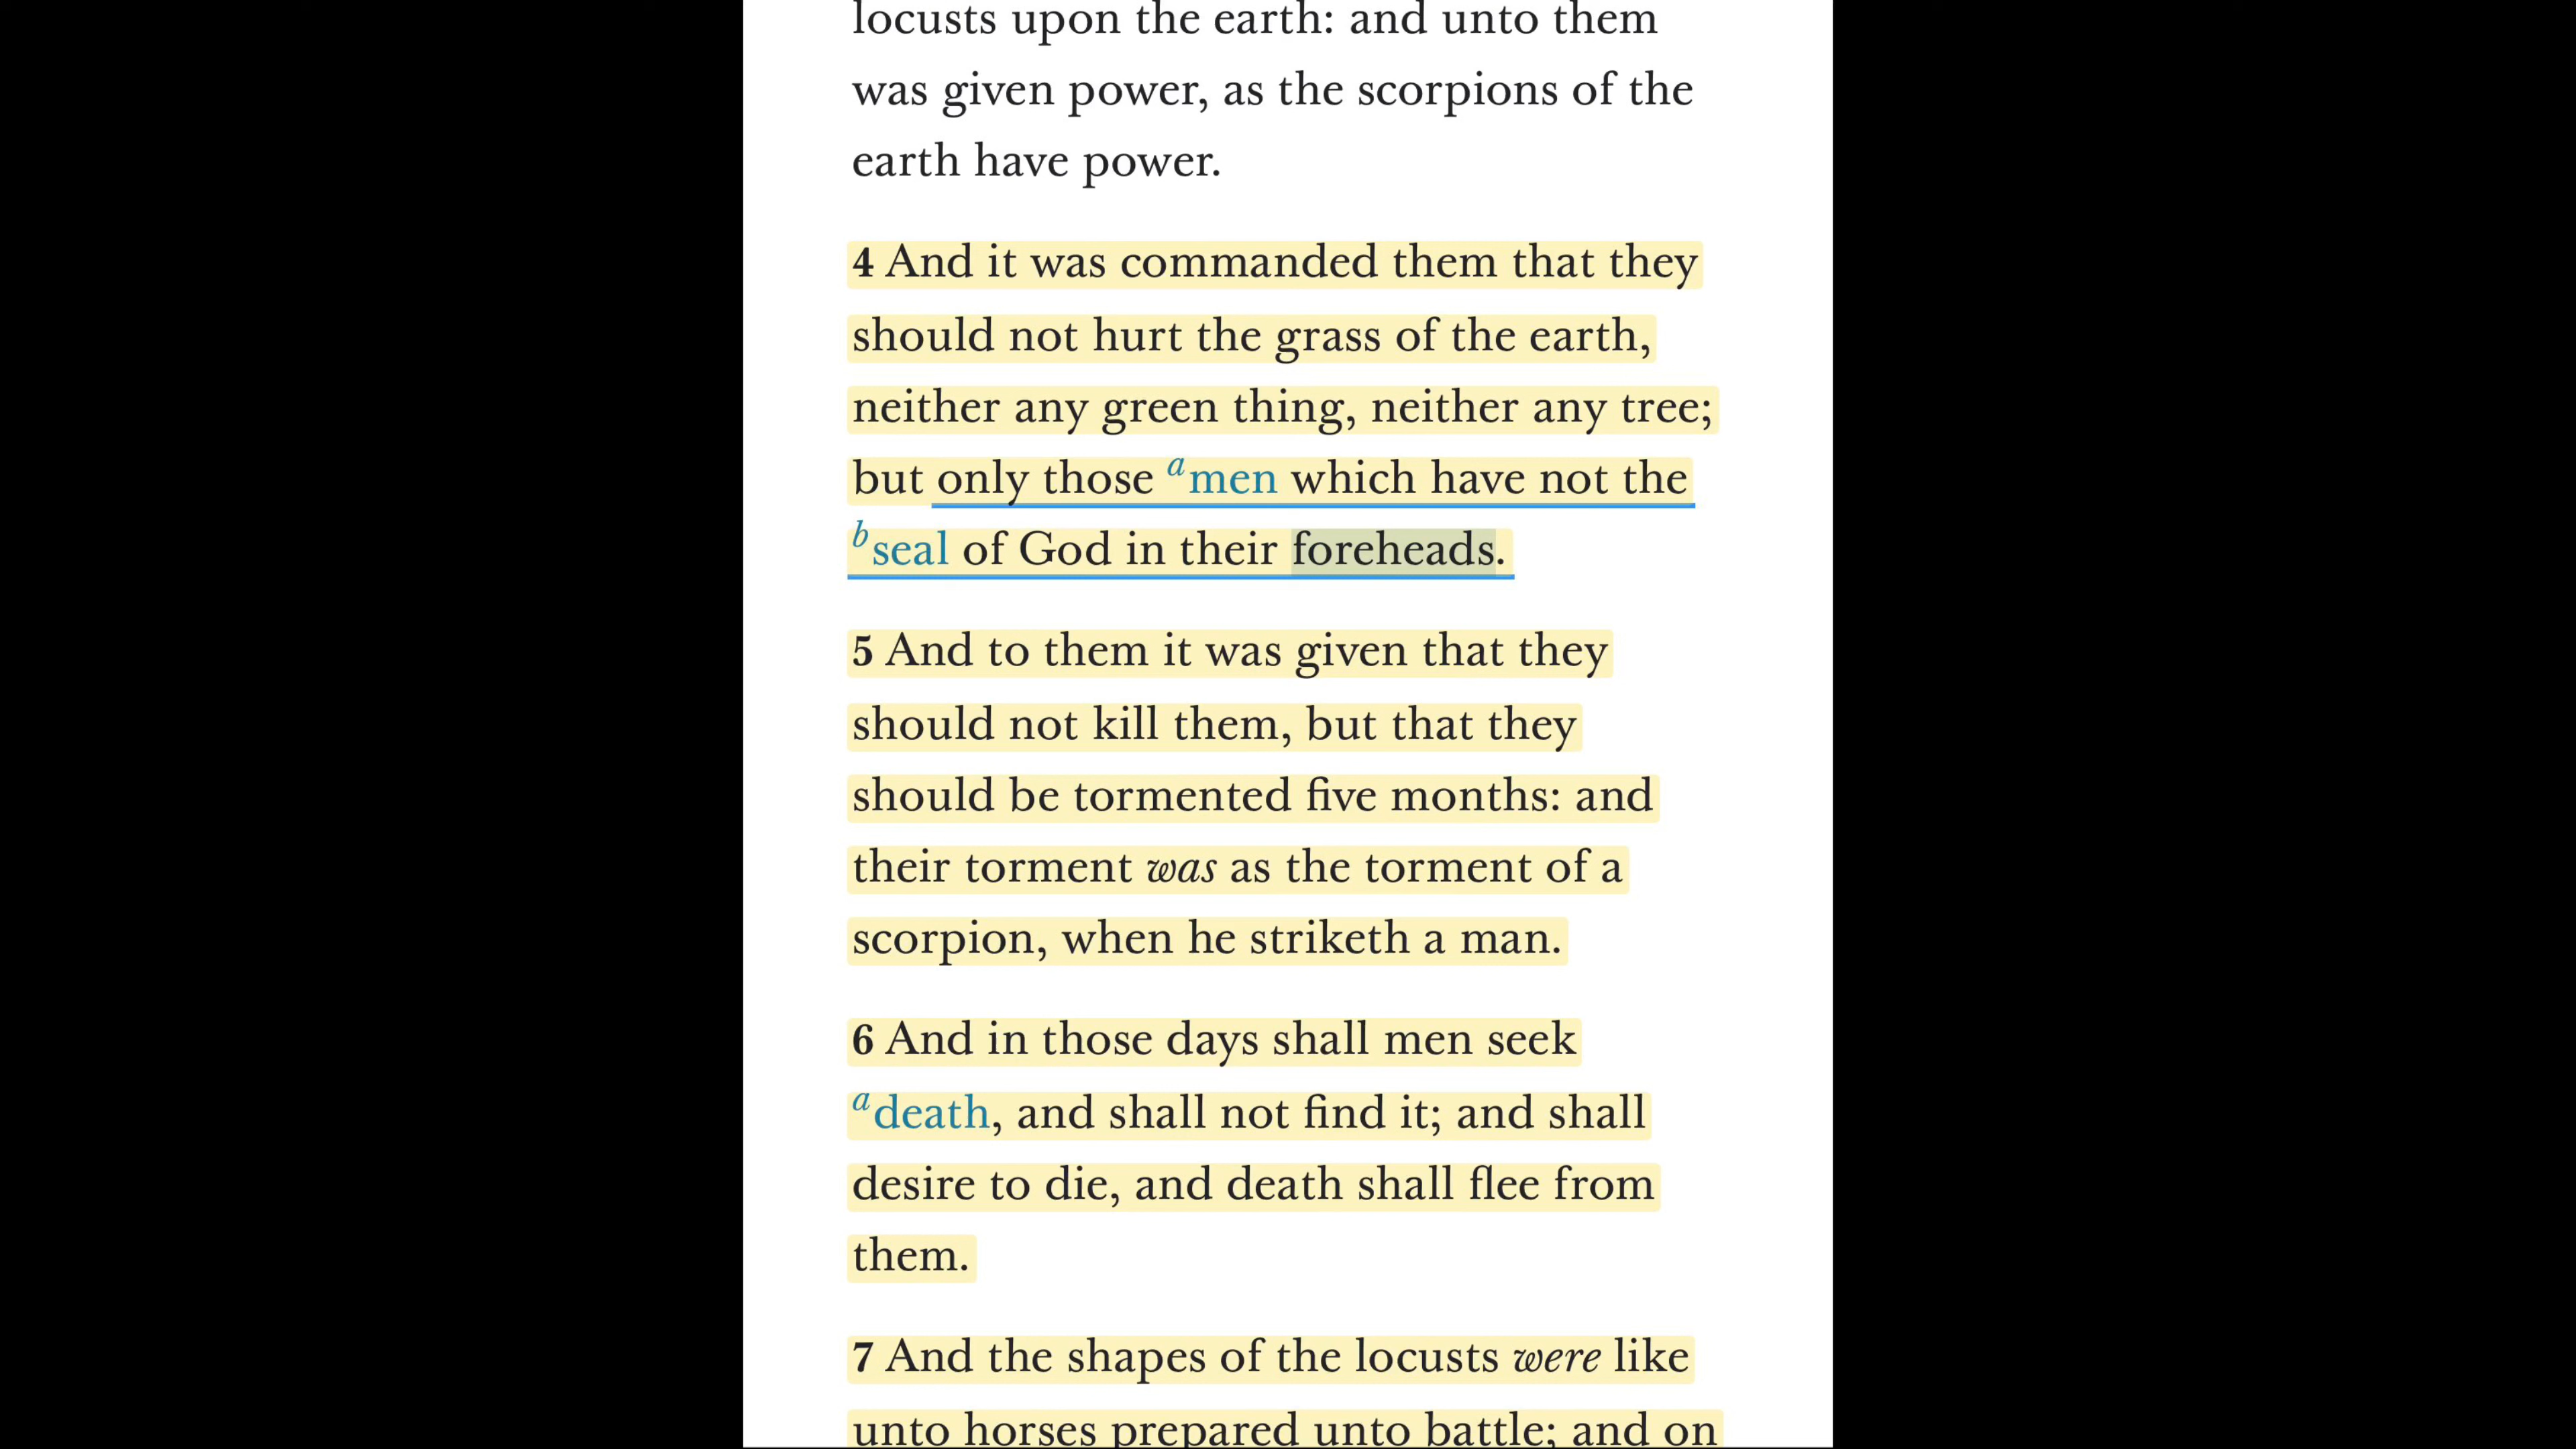 locusts upon the earth: and unto them
was given power, as the scorpions of the
earth have power.
4 And it was commanded them that they
should not hurt the grass of the earth,
neither any green thing, neither any tree;
but only those a men which have not the
b seal of God in their foreheads.
5 And to them it was given that they
should not kill them, but that they
should be tormented five months: and
their torment was as the torment of a
scorpion, when he striketh a man.
6 And in those days shall men seek
a death, and shall not find it; and shall
desire to die, and death shall flee from
them.
7 And the shapes of the locusts were like
unto horses prepared unto battle; and on